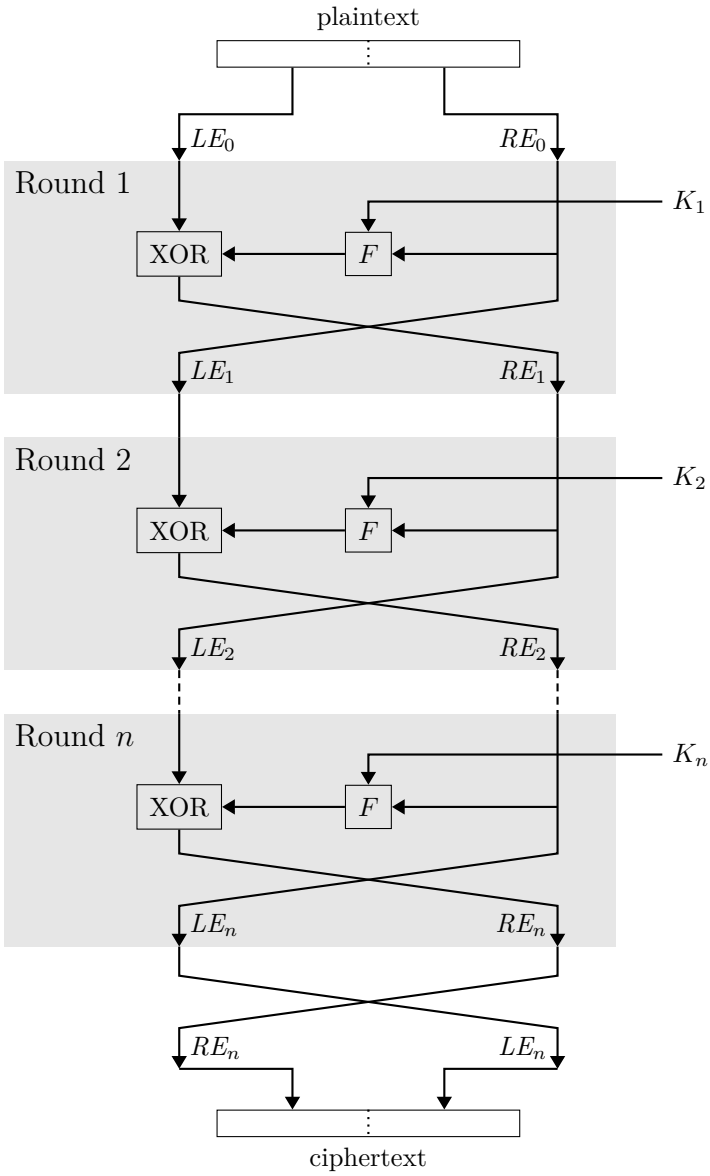 plaintext
LE₀ RE₀
Round 1
K₁
XOR F
LE₁ RE₁
Round 2
K₂
XOR F
LE₂ RE₂
Round n
Kₙ
XOR F
LEₙ REₙ
REₙ LEₙ
ciphertext